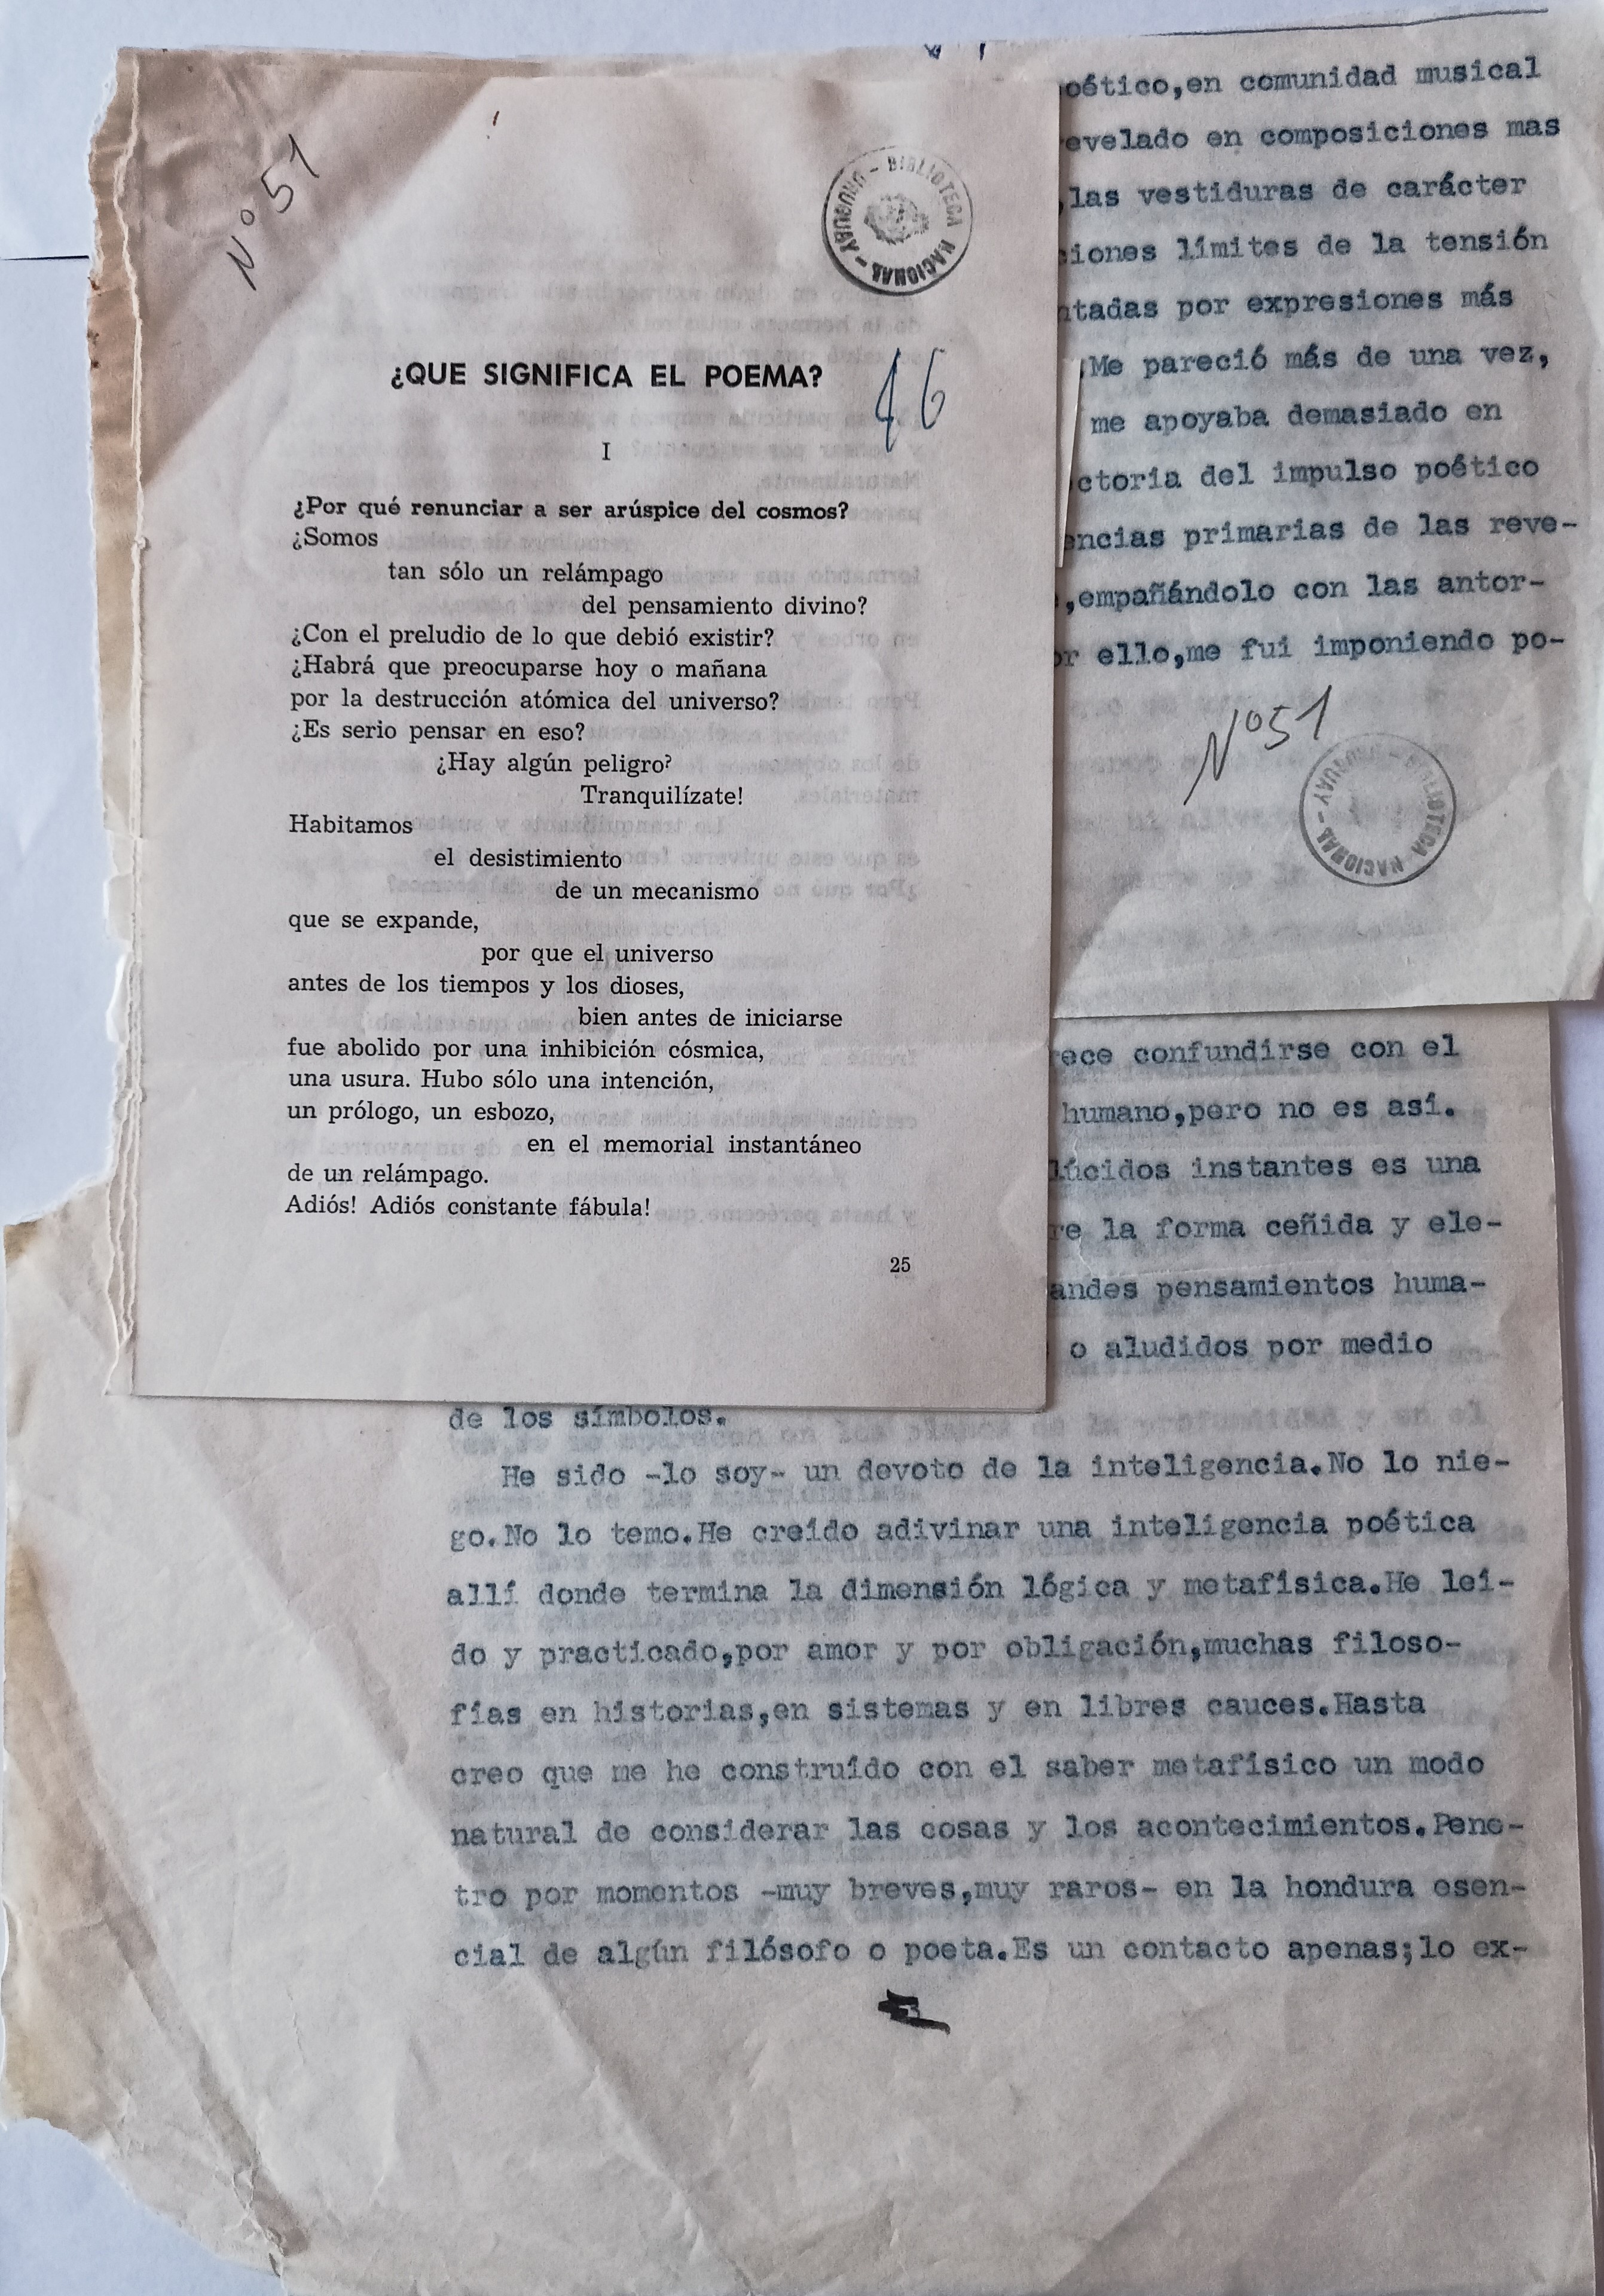 Nº 51
BIBLIOTECA NACIONAL - URUGUAY -
¿QUE SIGNIFICA EL POEMA?
46
I
¿Por qué renunciar a ser arúspice del cosmos?
¿Somos
tan sólo un relámpago
del pensamiento divino?
¿Con el preludio de lo que debió existir?
¿Habrá que preocuparse hoy o mañana
por la destrucción atómica del universo?
¿Es serio pensar en eso?
¿Hay algún peligro?
Tranquilízate!
Habitamos
el desistimiento
de un mecanismo
que se expande,
por que el universo
antes de los tiempos y los dioses,
bien antes de iniciarse
fue abolido por una inhibición cósmica,
una usura. Hubo sólo una intención,
un prólogo, un esbozo,
en el memorial instantáneo
de un relámpago.
Adiós! Adiós constante fábula!
25
oético,en comunidad musical
evelado en composiciones mas
,las vestiduras de carácter
iones límites de la tensión
ntadas por expresiones más
Me pareció más de una vez,
me apoyaba demasiado en
ctoria del impulso poético
encias primarias de las reve-
,empañándolo con las antor-
or ello,me fui imponiendo po-
Nº 51
BIBLIOTECA NACIONAL - URUGUAY -
rece confundirse con el
humano,pero no es así.
lúcidos instantes es una
re la forma ceñida y ele-
andes pensamientos huma-
o aludidos por medio
de los símbolos.
He sido -lo soy- un devoto de la inteligencia.No lo nie-
go.No lo temo.He creído adivinar una inteligencia poética
allí donde termina la dimensión lógica y metafísica.He leí-
do y practicado,por amor y por obligación,muchas filoso-
fías en historias,en sistemas y en libres cauces.Hasta
creo que me he construído con el saber metafísico un modo
natural de considerar las cosas y los acontecimientos.Pene-
tro por momentos -muy breves,muy raros- en la hondura esen-
cial de algún filósofo o poeta.Es un contacto apenas;lo ex-